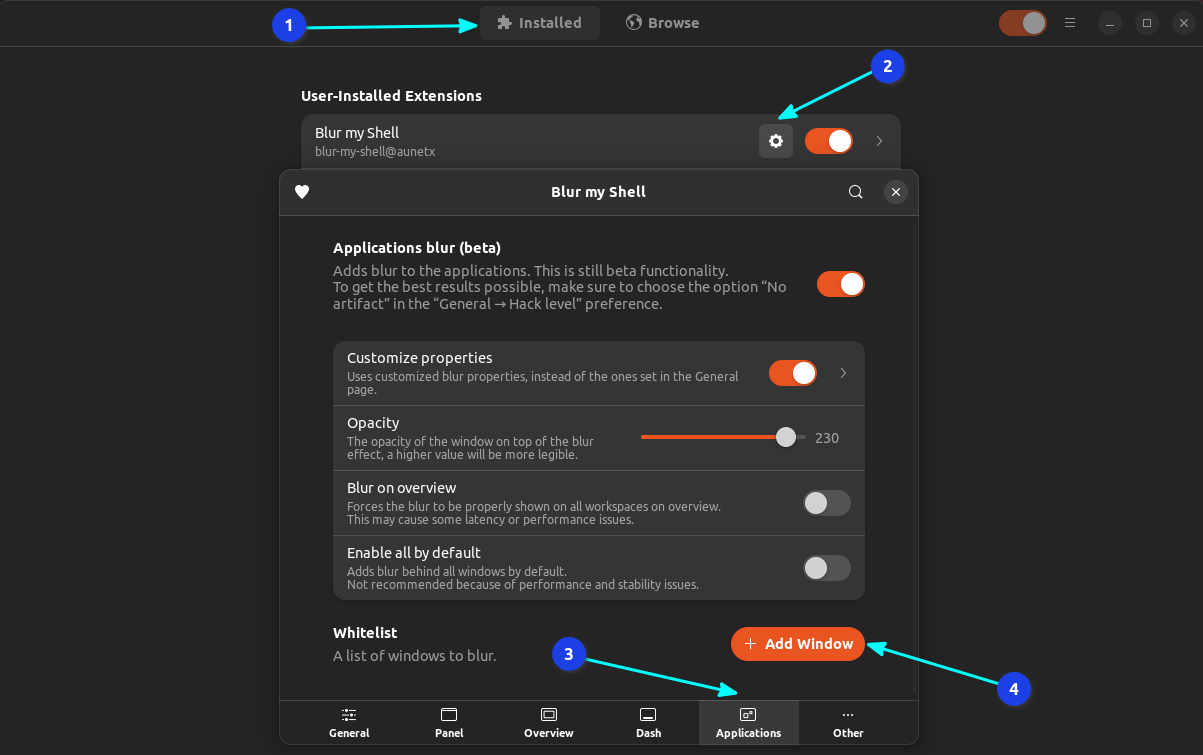 1
Installed
Browse
2
User-Installed Extensions
Blur my Shell
blur-my-shell@aunetx
Blur my Shell
Applications blur (beta)
Adds blur to the applications. This is still beta functionality.
To get the best results possible, make sure to choose the option “No
artifact” in the “General → Hack level” preference.
Customize properties
Uses customized blur properties, instead of the ones set in the General
page.
Opacity
The opacity of the window on top of the blur
effect, a higher value will be more legible.
230
Blur on overview
Forces the blur to be properly shown on all workspaces on overview.
This may cause some latency or performance issues.
Enable all by default
Adds blur behind all windows by default.
Not recommended because of performance and stability issues.
Whitelist
A list of windows to blur.
3
+ Add Window
4
General
Panel
Overview
Dash
Applications
Other